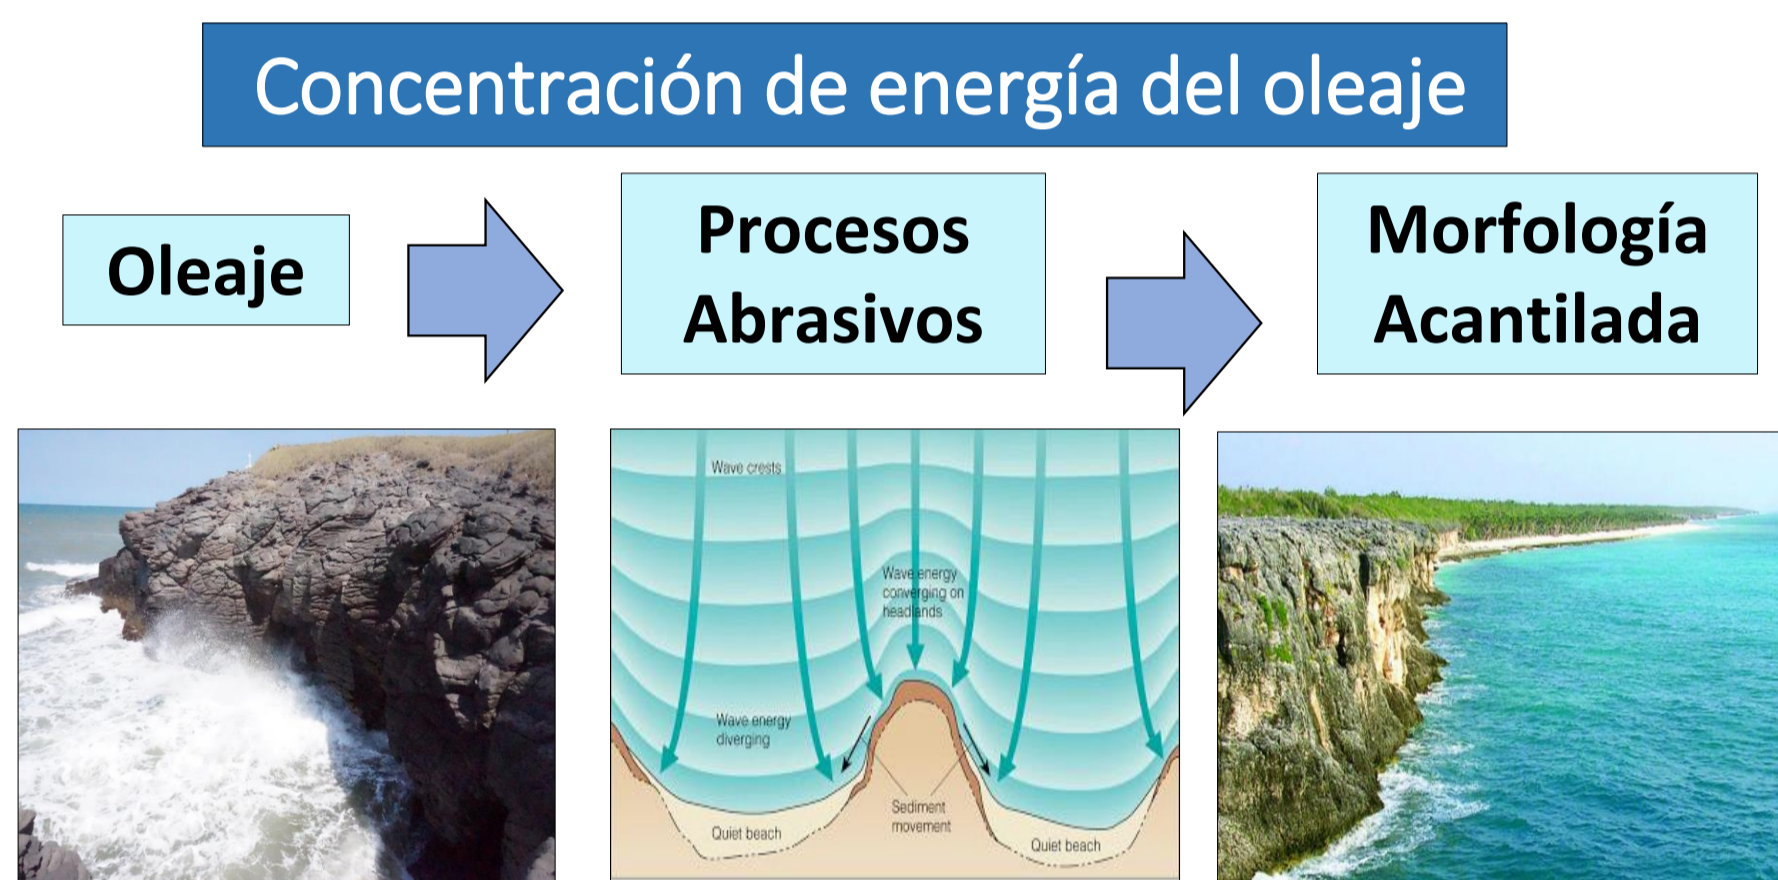 Concentración de energía del oleaje
Oleaje
Procesos
Abrasivos
Morfología
Acantilada
Wave crests
Wave energy
converging on
headlands
Wave energy
diverging
Sediment
movement
Quiet beach
Quiet beach